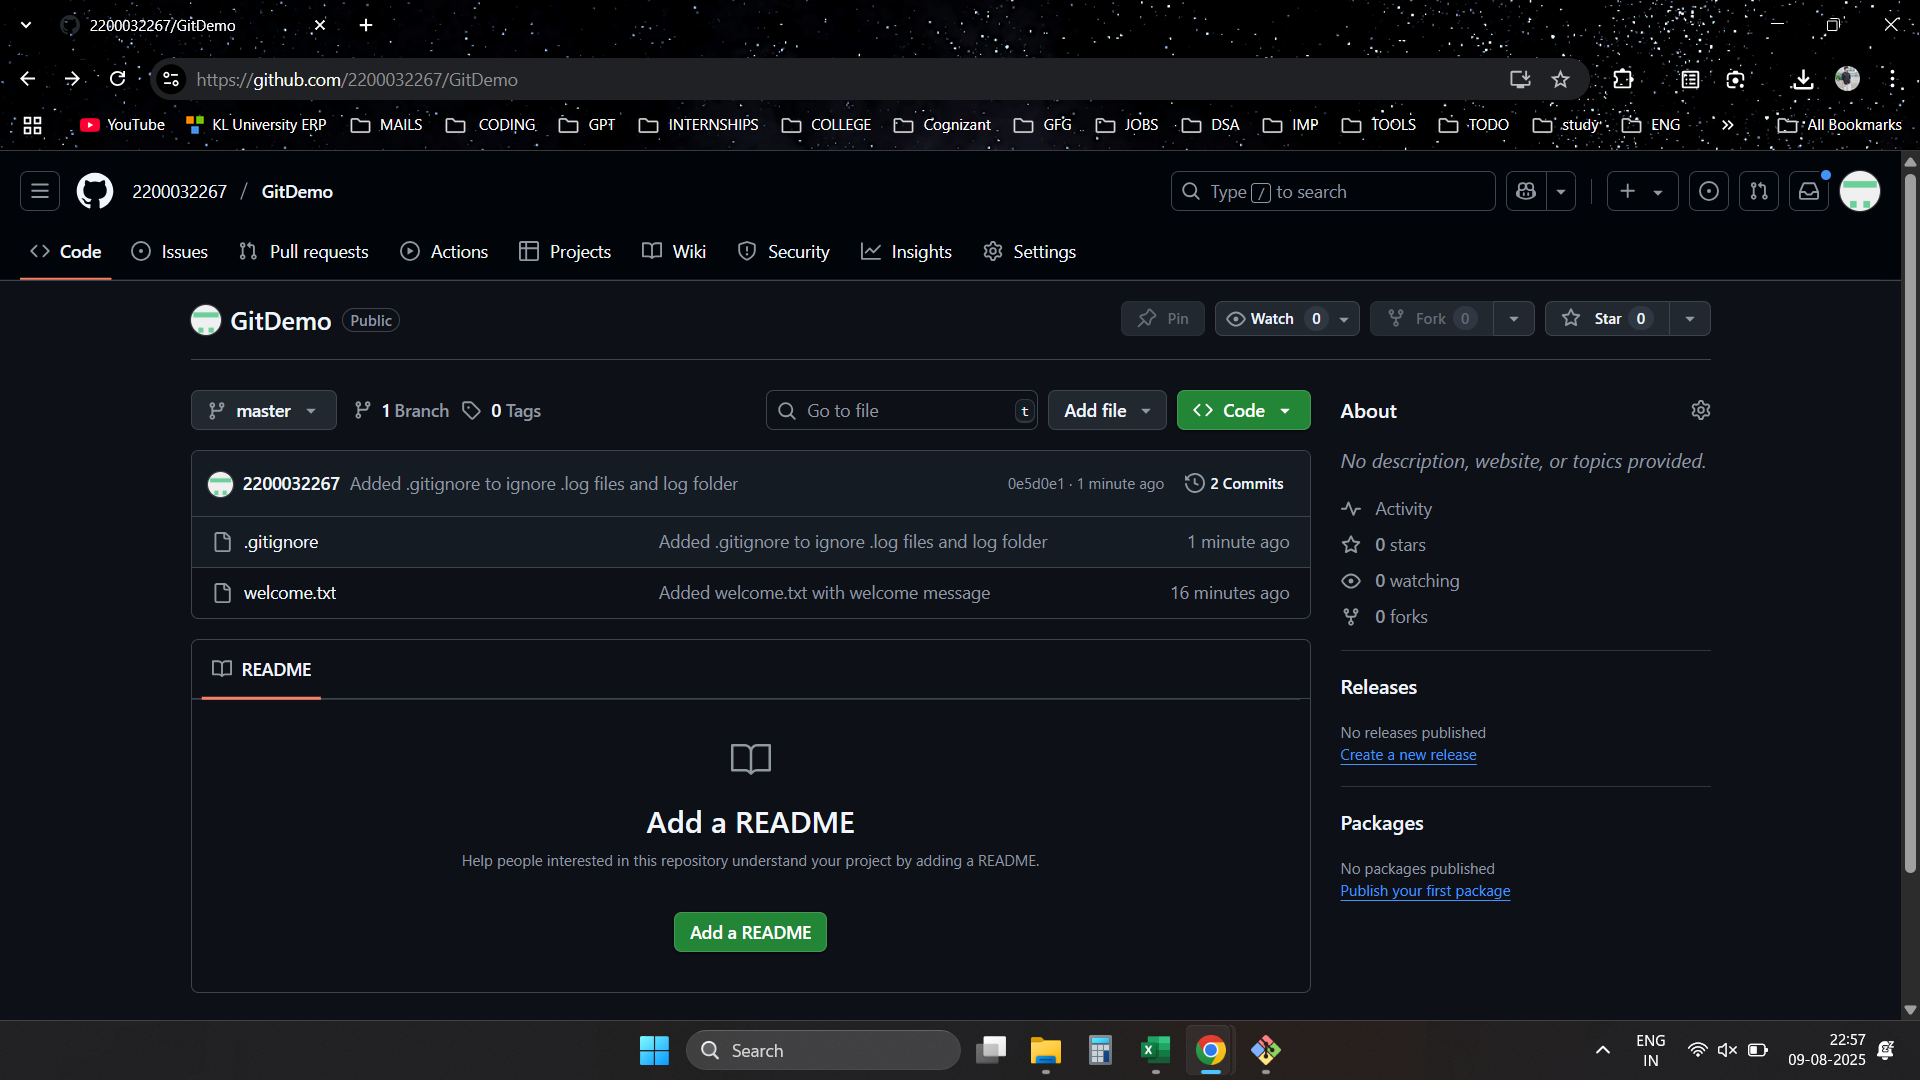 2200032267/GitDemo
https://github.com/2200032267/GitDemo
YouTube KL University ERP MAILS CODING GPT INTERNSHIPS COLLEGE Cognizant GFG JOBS DSA IMP TOOLS TODO study ENG » All Bookmarks
2200032267 / GitDemo Type / to search
Code Issues Pull requests Actions Projects Wiki Security Insights Settings
GitDemo Public Pin Watch 0 Fork 0 Star 0
master 1 Branch 0 Tags Go to file t Add file Code About
No description, website, or topics provided.
2200032267 Added .gitignore to ignore .log files and log folder 0e5d0e1 · 1 minute ago 2 Commits
Activity
.gitignore Added .gitignore to ignore .log files and log folder 1 minute ago
0 stars
0 watching
welcome.txt Added welcome.txt with welcome message 16 minutes ago
0 forks
README
Releases
No releases published
Create a new release
Add a README
Help people interested in this repository understand your project by adding a README.
Packages
No packages published
Publish your first package
Add a README
Search
ENG
IN
22:57
09-08-2025